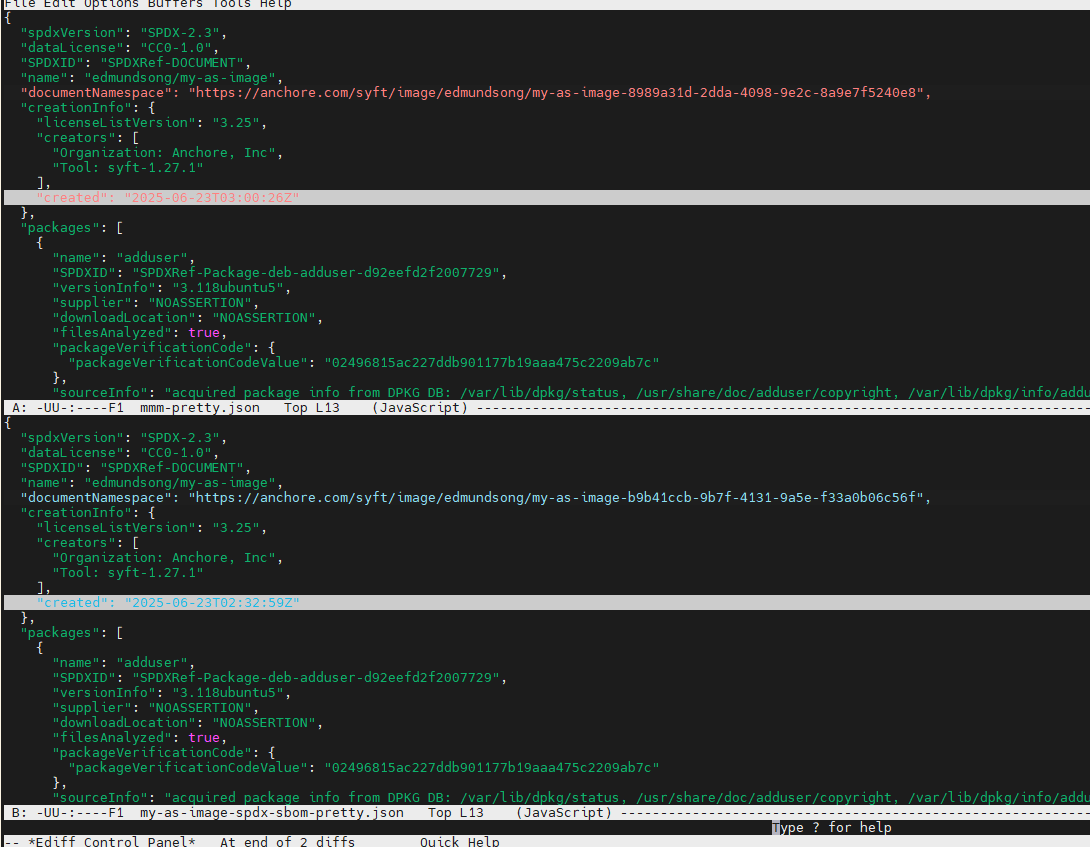 File Edit Options Buffers Tools Help
{
  "spdxVersion": "SPDX-2.3",
  "dataLicense": "CC0-1.0",
  "SPDXID": "SPDXRef-DOCUMENT",
  "name": "edmundsong/my-as-image",
  "documentNamespace": "https://anchore.com/syft/image/edmundsong/my-as-image-8989a31d-2dda-4098-9e2c-8a9e7f5240e8",
  "creationInfo": {
    "licenseListVersion": "3.25",
    "creators": [
      "Organization: Anchore, Inc",
      "Tool: syft-1.27.1"
    ],
    "created": "2025-06-23T03:00:26Z"
  },
  "packages": [
    {
      "name": "adduser",
      "SPDXID": "SPDXRef-Package-deb-adduser-d92eefd2f2007729",
      "versionInfo": "3.118ubuntu5",
      "supplier": "NOASSERTION",
      "downloadLocation": "NOASSERTION",
      "filesAnalyzed": true,
      "packageVerificationCode": {
        "packageVerificationCodeValue": "02496815ac227ddb901177b19aaa475c2209ab7c"
      },
      "sourceInfo": "acquired package info from DPKG DB: /var/lib/dpkg/status, /usr/share/doc/adduser/copyright, /var/lib/dpkg/info/addu
A: -UU-:----F1  mmm-pretty.json   Top L13    (JavaScript) -----------------------------------------------------------------------------
{
  "spdxVersion": "SPDX-2.3",
  "dataLicense": "CC0-1.0",
  "SPDXID": "SPDXRef-DOCUMENT",
  "name": "edmundsong/my-as-image",
  "documentNamespace": "https://anchore.com/syft/image/edmundsong/my-as-image-b9b41ccb-9b7f-4131-9a5e-f33a0b06c56f",
  "creationInfo": {
    "licenseListVersion": "3.25",
    "creators": [
      "Organization: Anchore, Inc",
      "Tool: syft-1.27.1"
    ],
    "created": "2025-06-23T02:32:59Z"
  },
  "packages": [
    {
      "name": "adduser",
      "SPDXID": "SPDXRef-Package-deb-adduser-d92eefd2f2007729",
      "versionInfo": "3.118ubuntu5",
      "supplier": "NOASSERTION",
      "downloadLocation": "NOASSERTION",
      "filesAnalyzed": true,
      "packageVerificationCode": {
        "packageVerificationCodeValue": "02496815ac227ddb901177b19aaa475c2209ab7c"
      },
      "sourceInfo": "acquired package info from DPKG DB: /var/lib/dpkg/status, /usr/share/doc/adduser/copyright, /var/lib/dpkg/info/addu
B: -UU-:----F1  my-as-image-spdx-sbom-pretty.json   Top L13    (JavaScript) -----------------------------------------------------------
Type ? for help
-- *Ediff Control Panel*   At end of 2 diffs       Quick Help